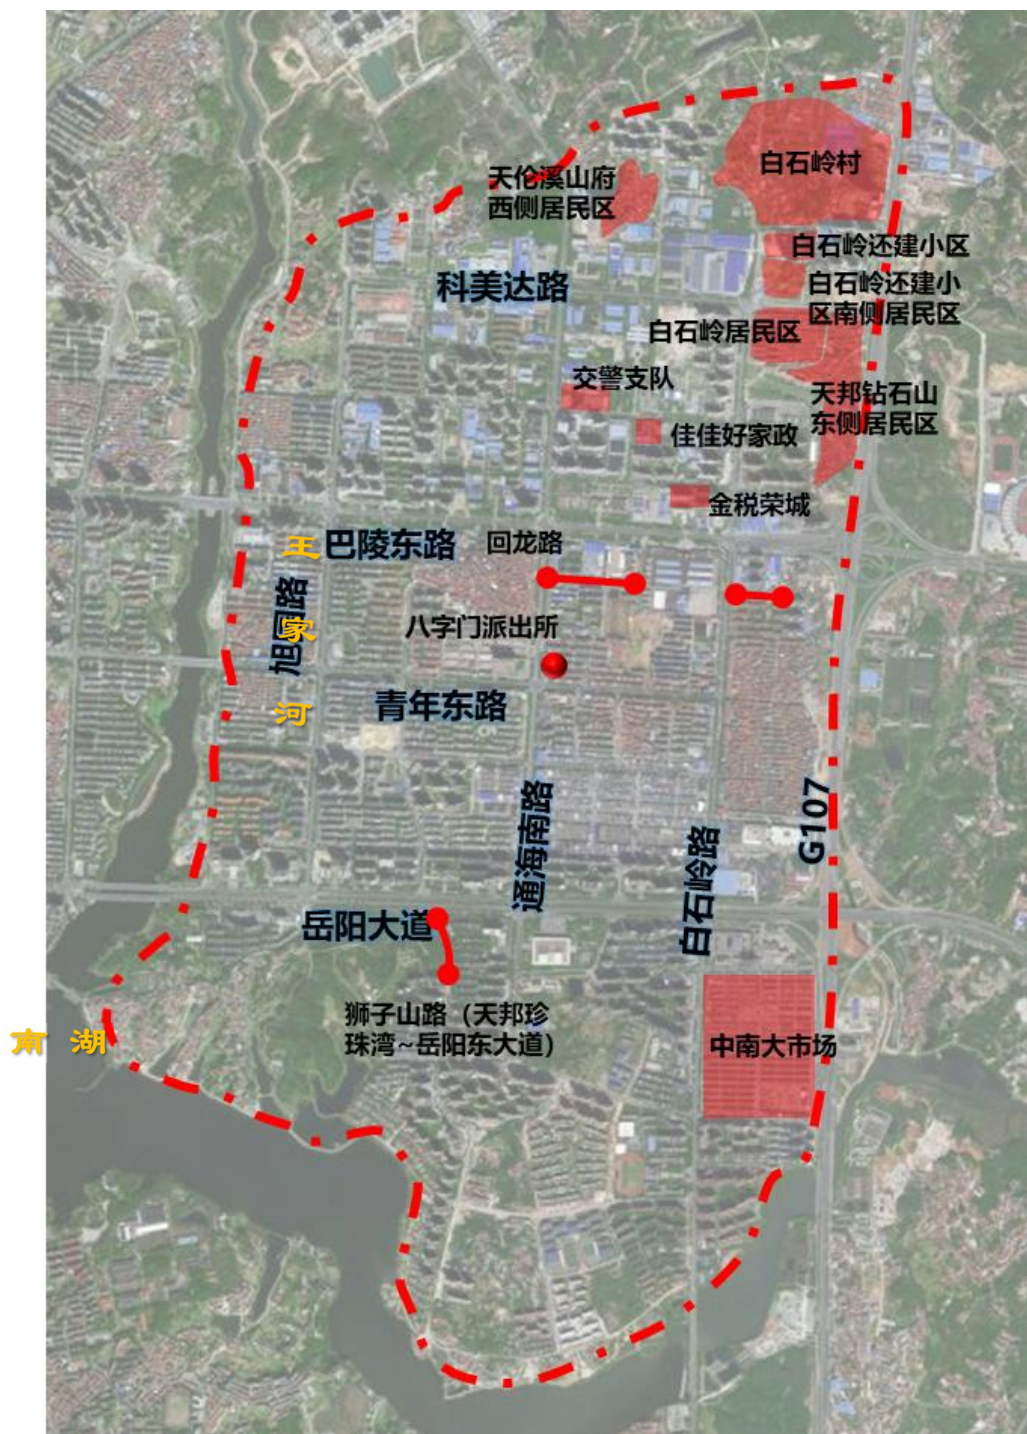 白石岭村
天伦溪山府
西侧居民区
白石岭还建小区
科美达路
白石岭还建小
区南侧居民区
白石岭居民区
交警支队
天邦钻石山
东侧居民区
佳佳好家政
金税荣城
巴陵东路
回龙路
王家河
旭园路
八字门派出所
青年东路
通海南路
G107
白石岭路
岳阳大道
狮子山路（天邦珍
珠湾~岳阳东大道）
南湖
中南大市场